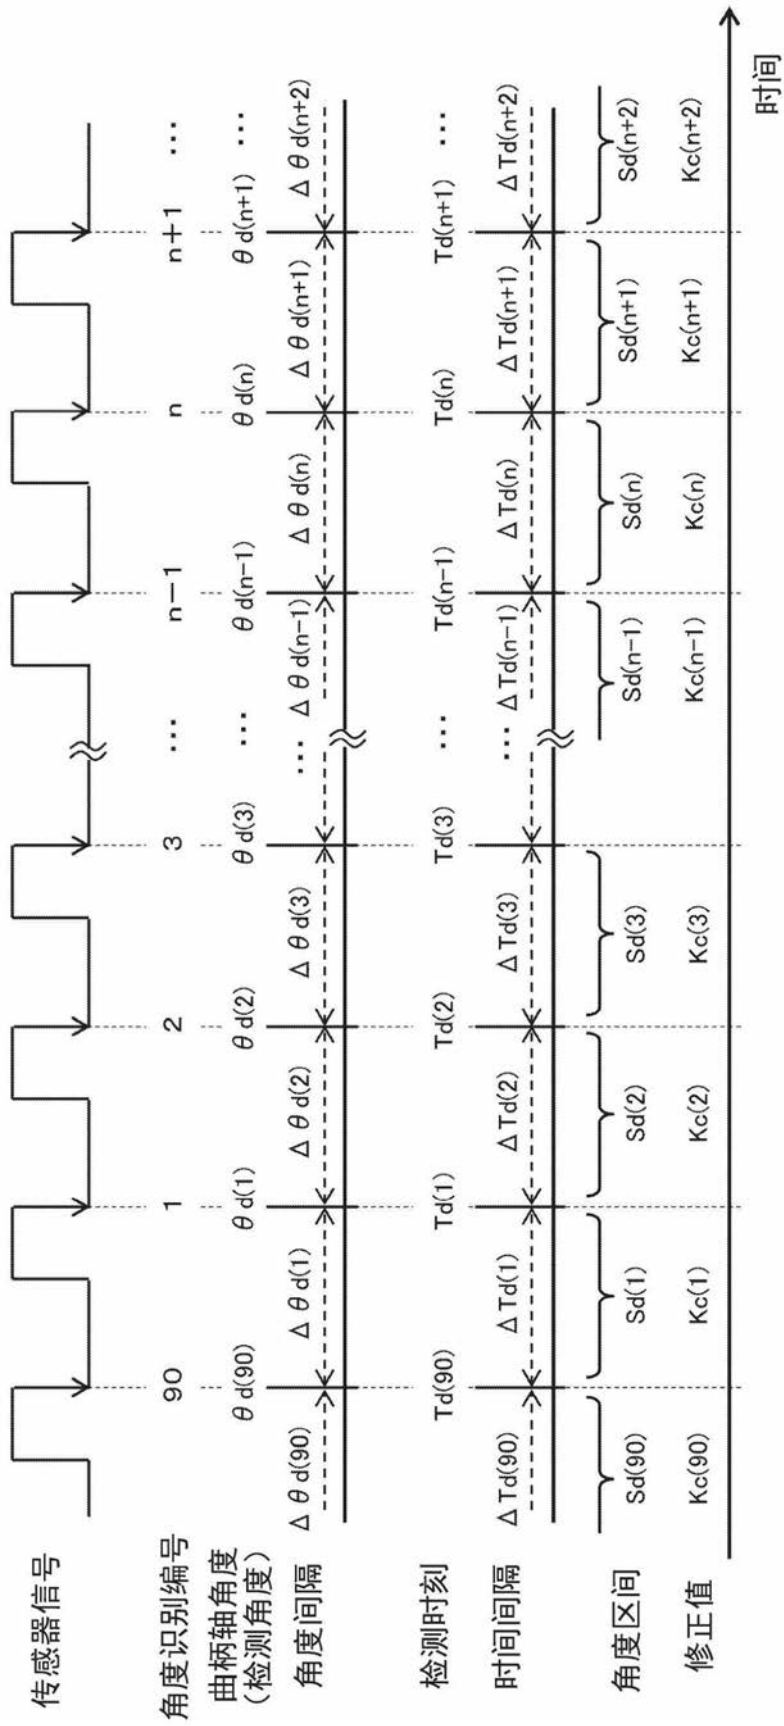 传感器信号
角度识别编号 90 1 2 3 ... n−1 n n+1 ...
曲柄轴角度
(检测角度) θd(90) θd(1) θd(2) θd(3) ... θd(n−1) θd(n) θd(n+1) ...
角度间隔 Δθd(90) Δθd(1) Δθd(2) Δθd(3) ... Δθd(n−1) Δθd(n) Δθd(n+1) Δθd(n+2)
检测时刻 Td(90) Td(1) Td(2) Td(3) ... Td(n−1) Td(n) Td(n+1) ...
时间间隔 ΔTd(90) ΔTd(1) ΔTd(2) ΔTd(3) ... ΔTd(n−1) ΔTd(n) ΔTd(n+1) ΔTd(n+2)
角度区间 Sd(90) Sd(1) Sd(2) Sd(3) Sd(n−1) Sd(n) Sd(n+1) Sd(n+2)
修正值 Kc(90) Kc(1) Kc(2) Kc(3) Kc(n−1) Kc(n) Kc(n+1) Kc(n+2)
时间